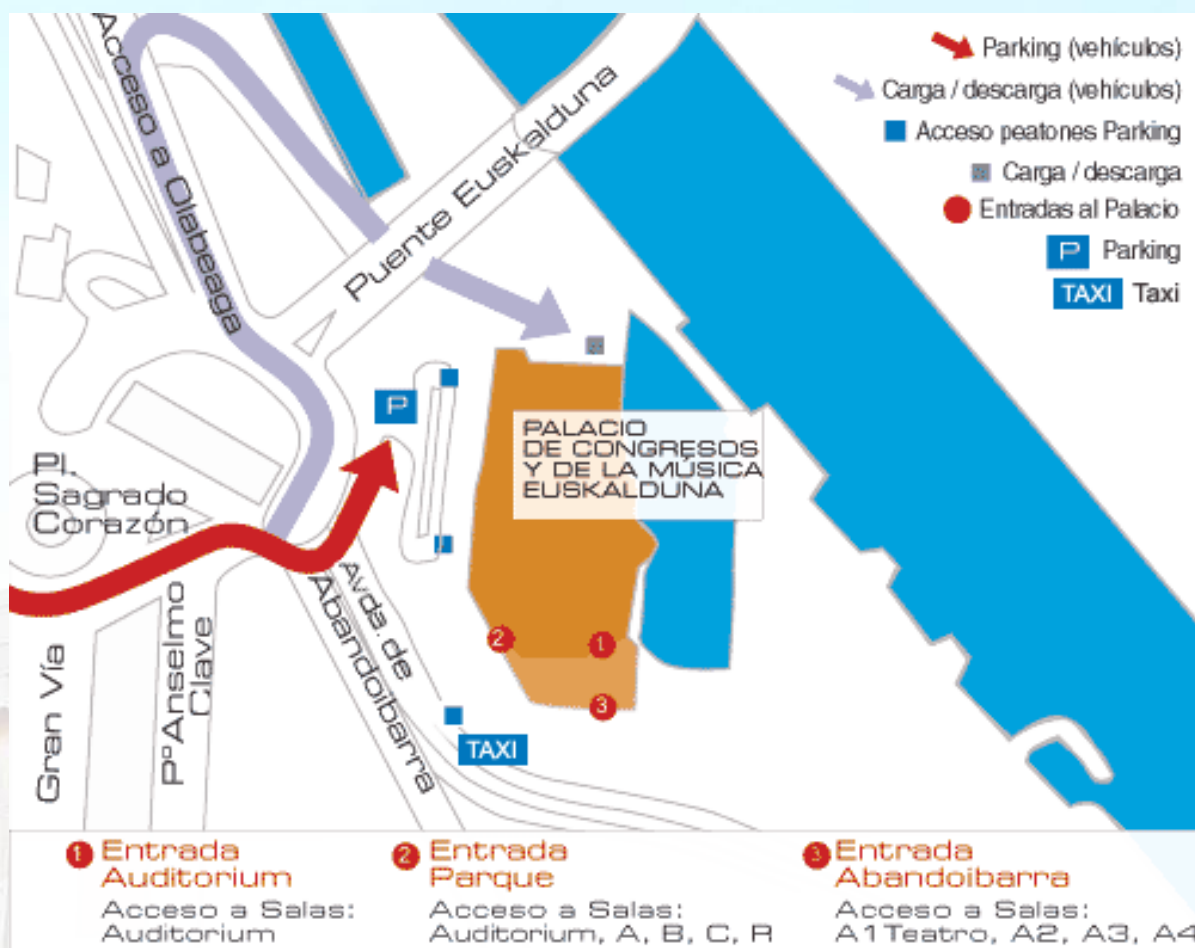 Acceso a Olabeaga
Puente Euskalduna
Parking (vehículos)
Carga / descarga (vehículos)
Acceso peatones Parking
Carga / descarga
Entradas al Palacio
P Parking
TAXI Taxi
P
PALACIO
DE CONGRESOS
Y DE LA MÚSICA
EUSKALDUNA
Pl.
Sagrado
Corazón
Gran Vía
Pº Anselmo
Clave
Avda. de
Abandoibarra
2
1
3
TAXI
1 Entrada
Auditorium
Acceso a Salas:
Auditorium
2 Entrada
Parque
Acceso a Salas:
Auditorium, A, B, C, R
3 Entrada
Abandoibarra
Acceso a Salas:
A1Teatro, A2, A3, A4